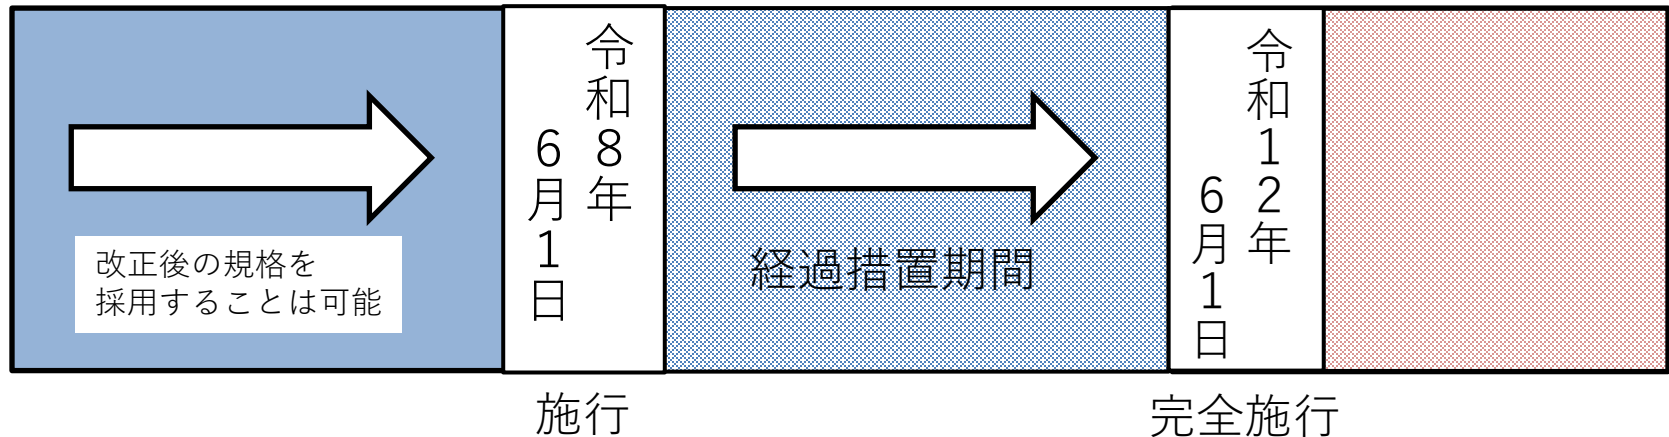 改正後の規格を
採用することは可能
令和８年
６月１日
施行
経過措置期間
令和１２年
６月１日
完全施行